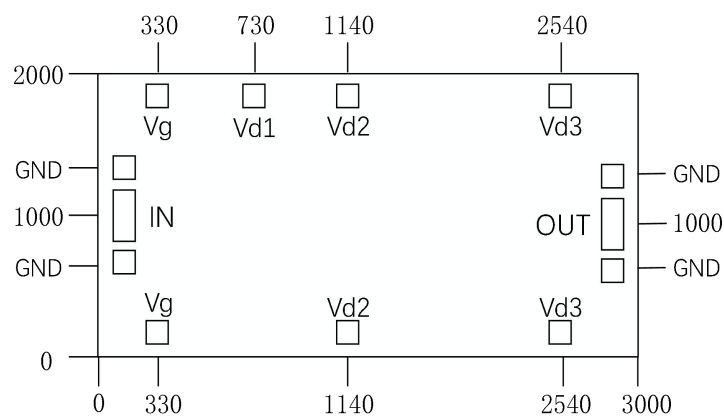 330 730 1140 2540
2000
Vg Vd1 Vd2 Vd3
GND GND
1000 IN OUT 1000
GND GND
Vg Vd2 Vd3
0
0 330 1140 2540 3000